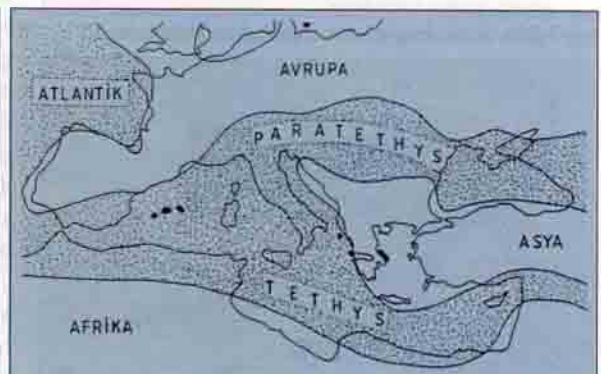 AVRUPA
ATLANTİK
PARATETHYS
ASYA
TETHYS
AFRİKA